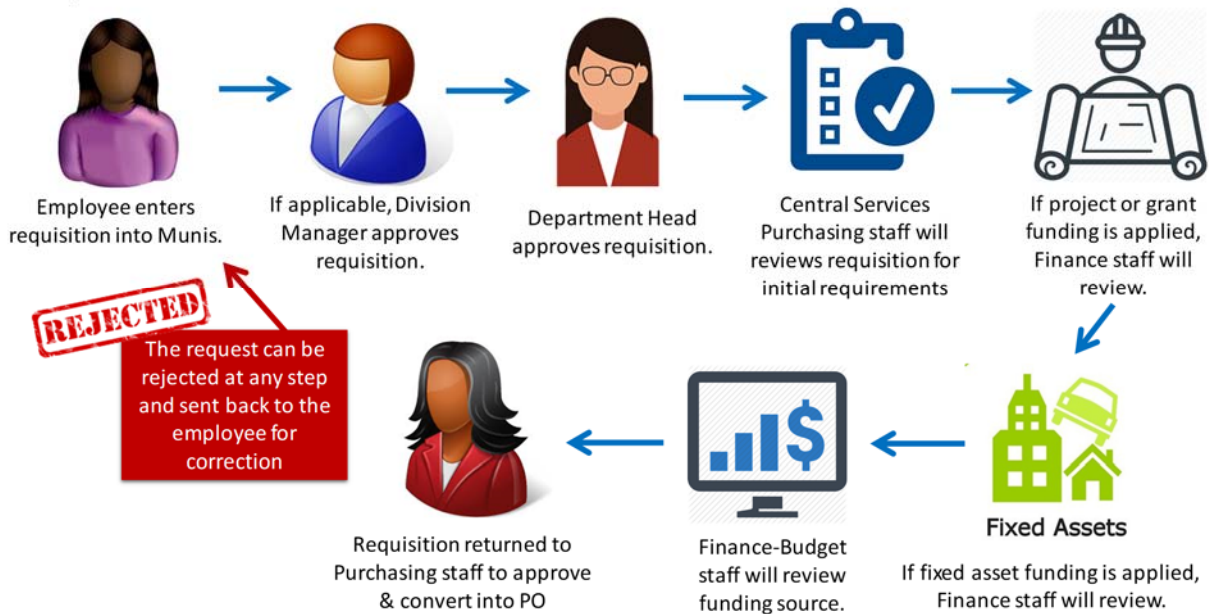 Employee enters
requisition into Munis.
If applicable, Division
Manager approves
requisition.
Department Head
approves requisition.
Central Services
Purchasing staff will
reviews requisition for
initial requirements
If project or grant
funding is applied,
Finance staff will
review.
REJECTED
The request can be
rejected at any step
and sent back to the
employee for
correction
Requisition returned to
Purchasing staff to approve
& convert into PO
$
Finance-Budget
staff will review
funding source.
Fixed Assets
If fixed asset funding is applied,
Finance staff will review.